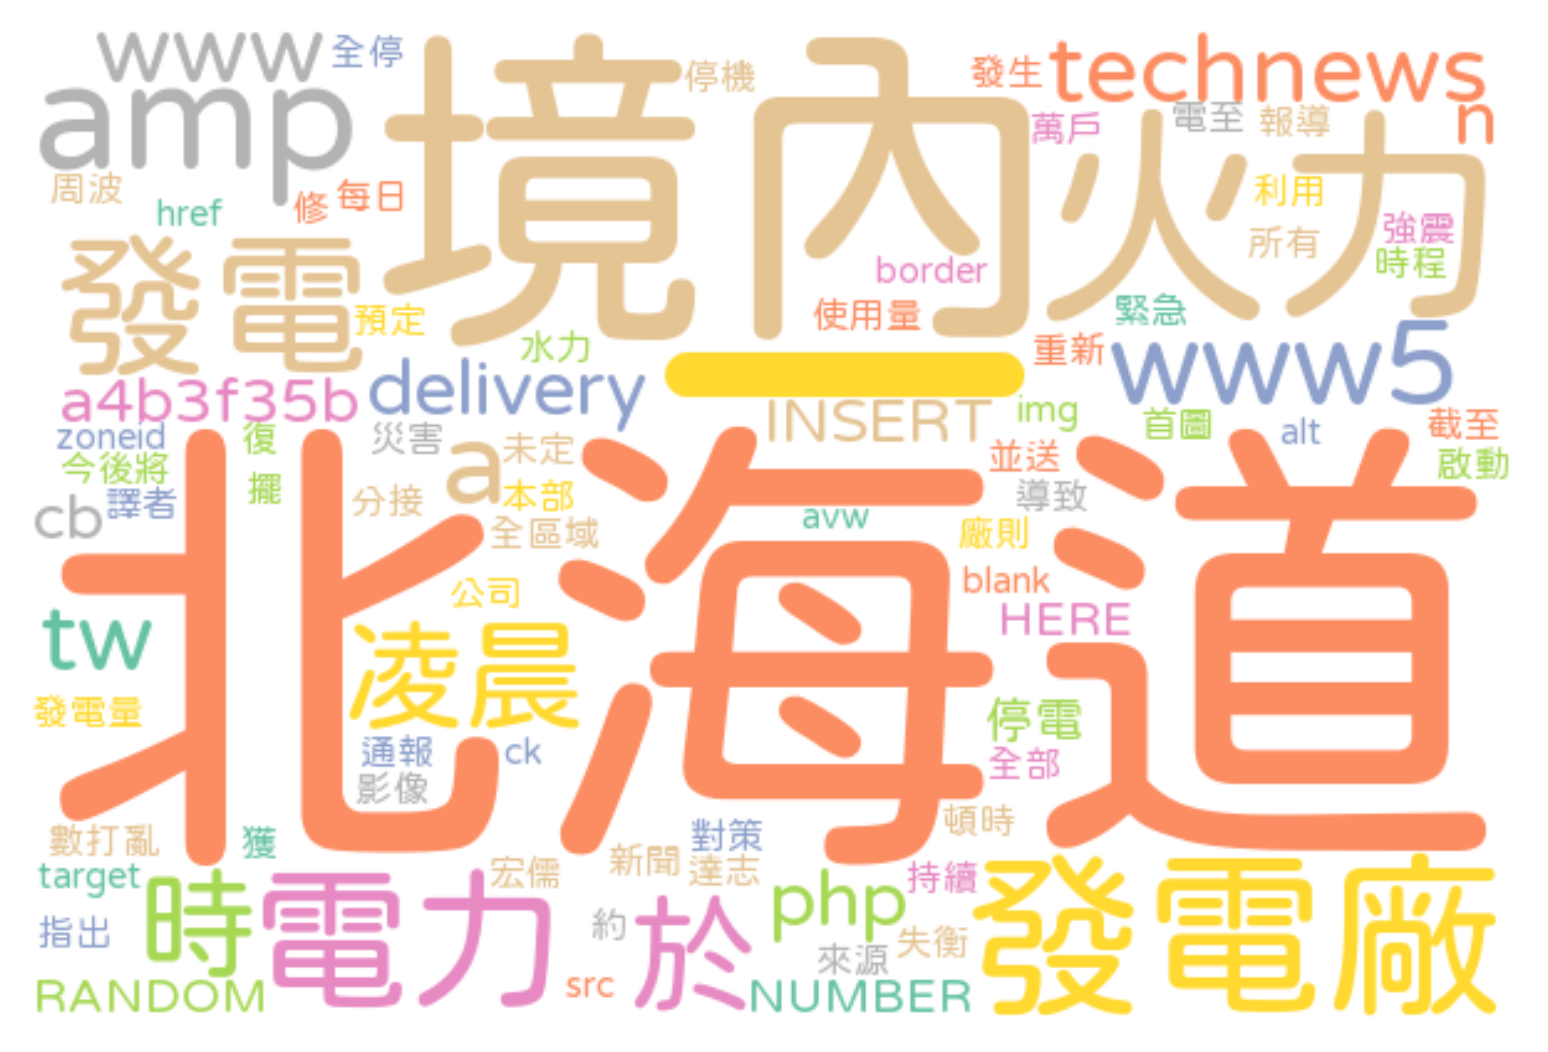 www
全停
停機
發生
technews
amp
境內
火力
萬戶
電至
報導
n
周波
href
修
每日
利用
所有
強震
時程
發電
border
預定
使用量
緊急
水力
重新
www5
a4b3f35b
delivery
一
INSERT
img
首圖
alt
截至
zoneid
復
災害
a
未定
並送
啟動
今後將
擺
分接
本部
導致
cb
譯者
北海道
全區域
avw
廠則
公司
blank
HERE
tw
凌晨
發電量
停電
通報
ck
全部
影像
數打亂
獲
對策
頓時
target
時
電力
宏儒
新聞
達志
php
持續
發電廠
指出
約
於
來源
失衡
RANDOM
src
NUMBER